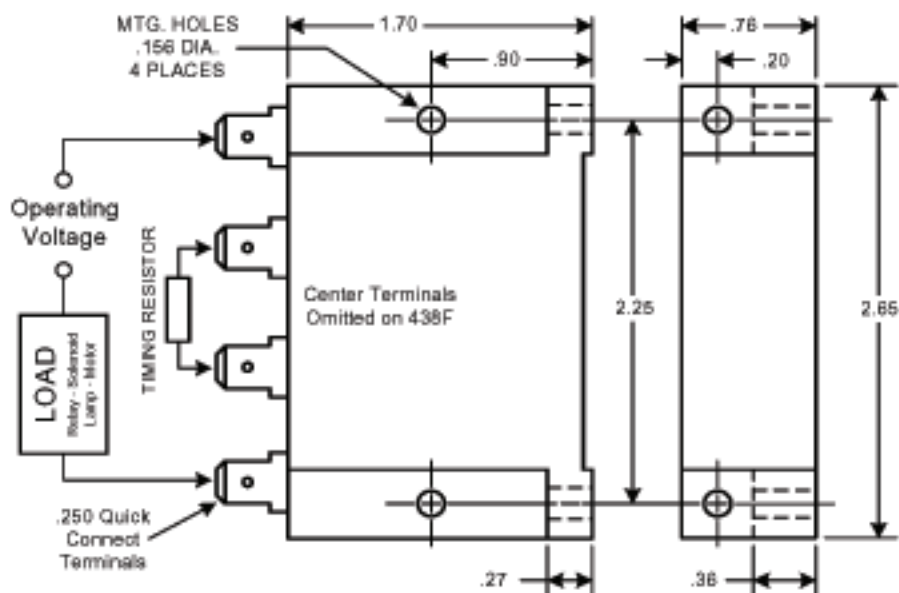 MTG. HOLES
.156 DIA.
4 PLACES
1.70
.90
.76
.20
Operating
Voltage
TIMING RESISTOR
LOAD
Relay - Solenoid
Lamp - Motor
Center Terminals
Omitted on 438F
2.25
2.65
.250 Quick
Connect
Terminals
.27
.36